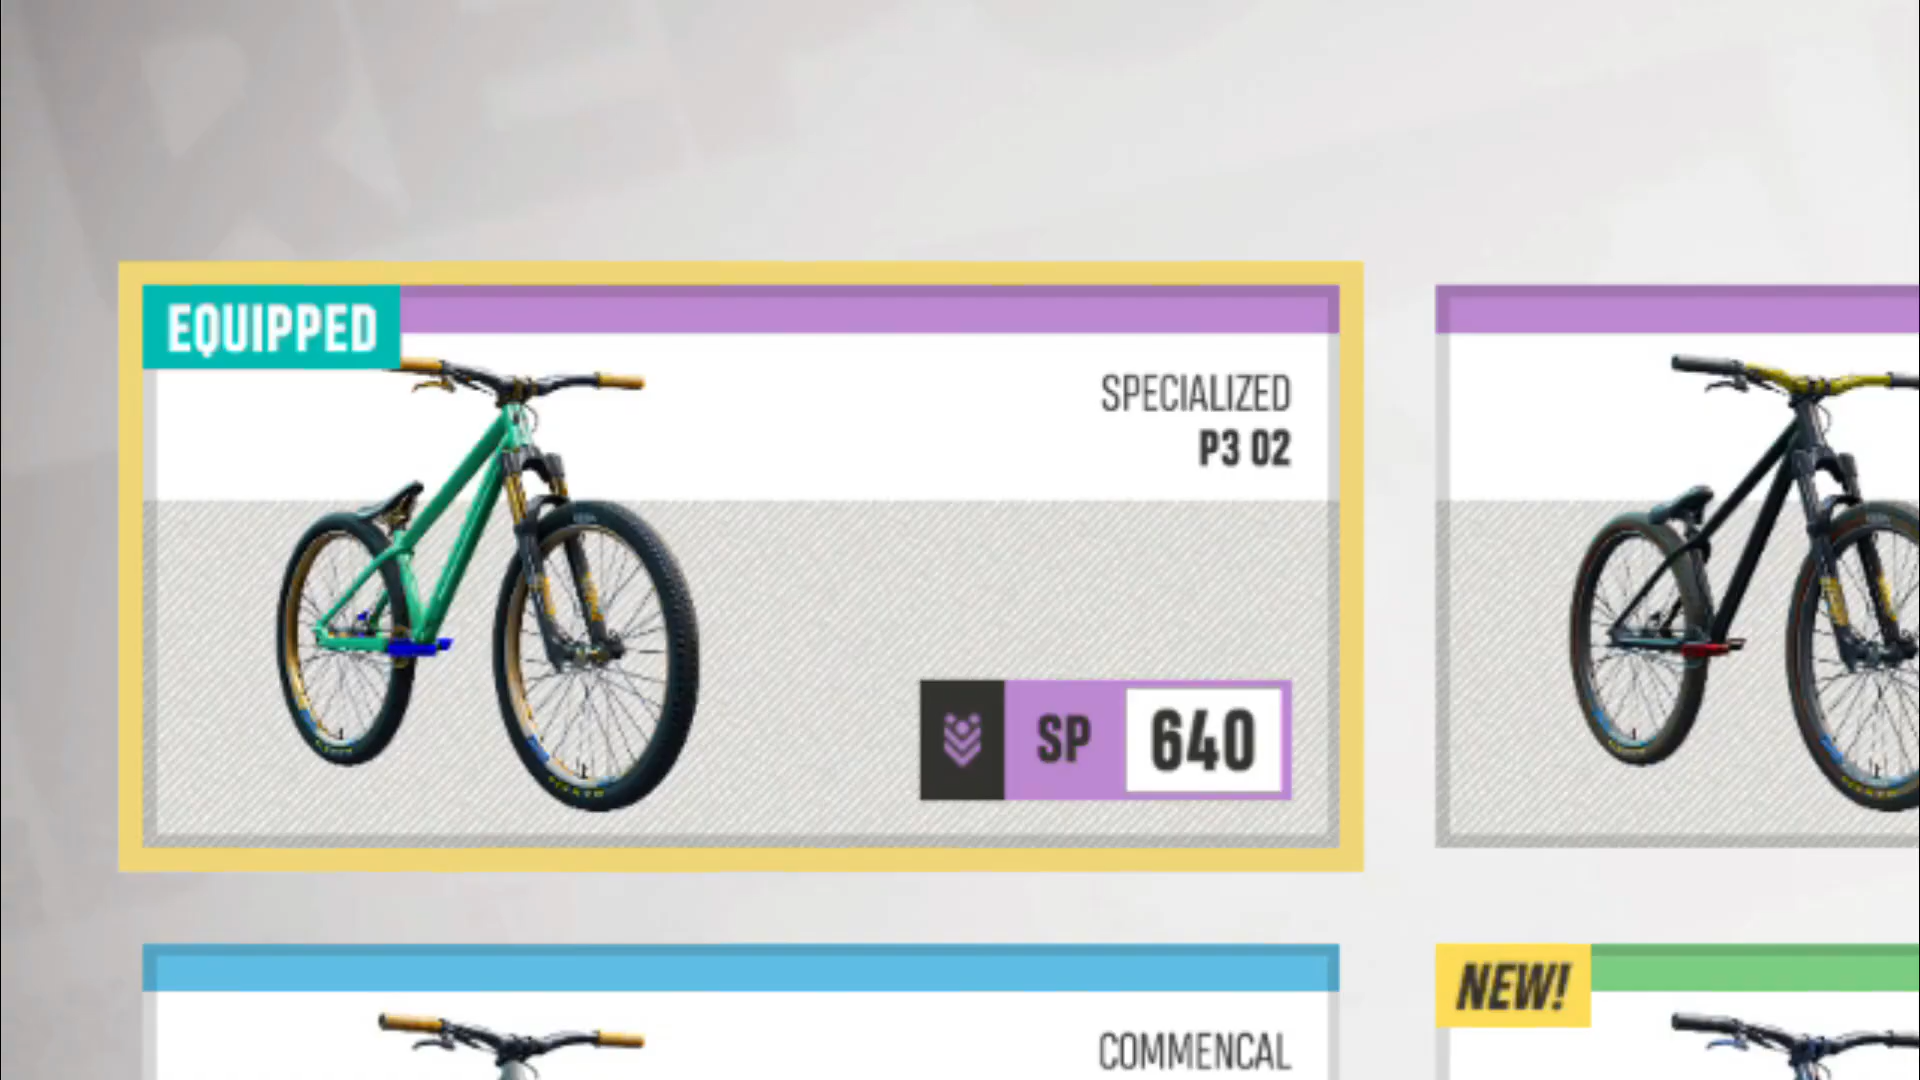 EQUIPPED
SPECIALIZED
P3 02
SP 640
NEW!
COMMENCAL